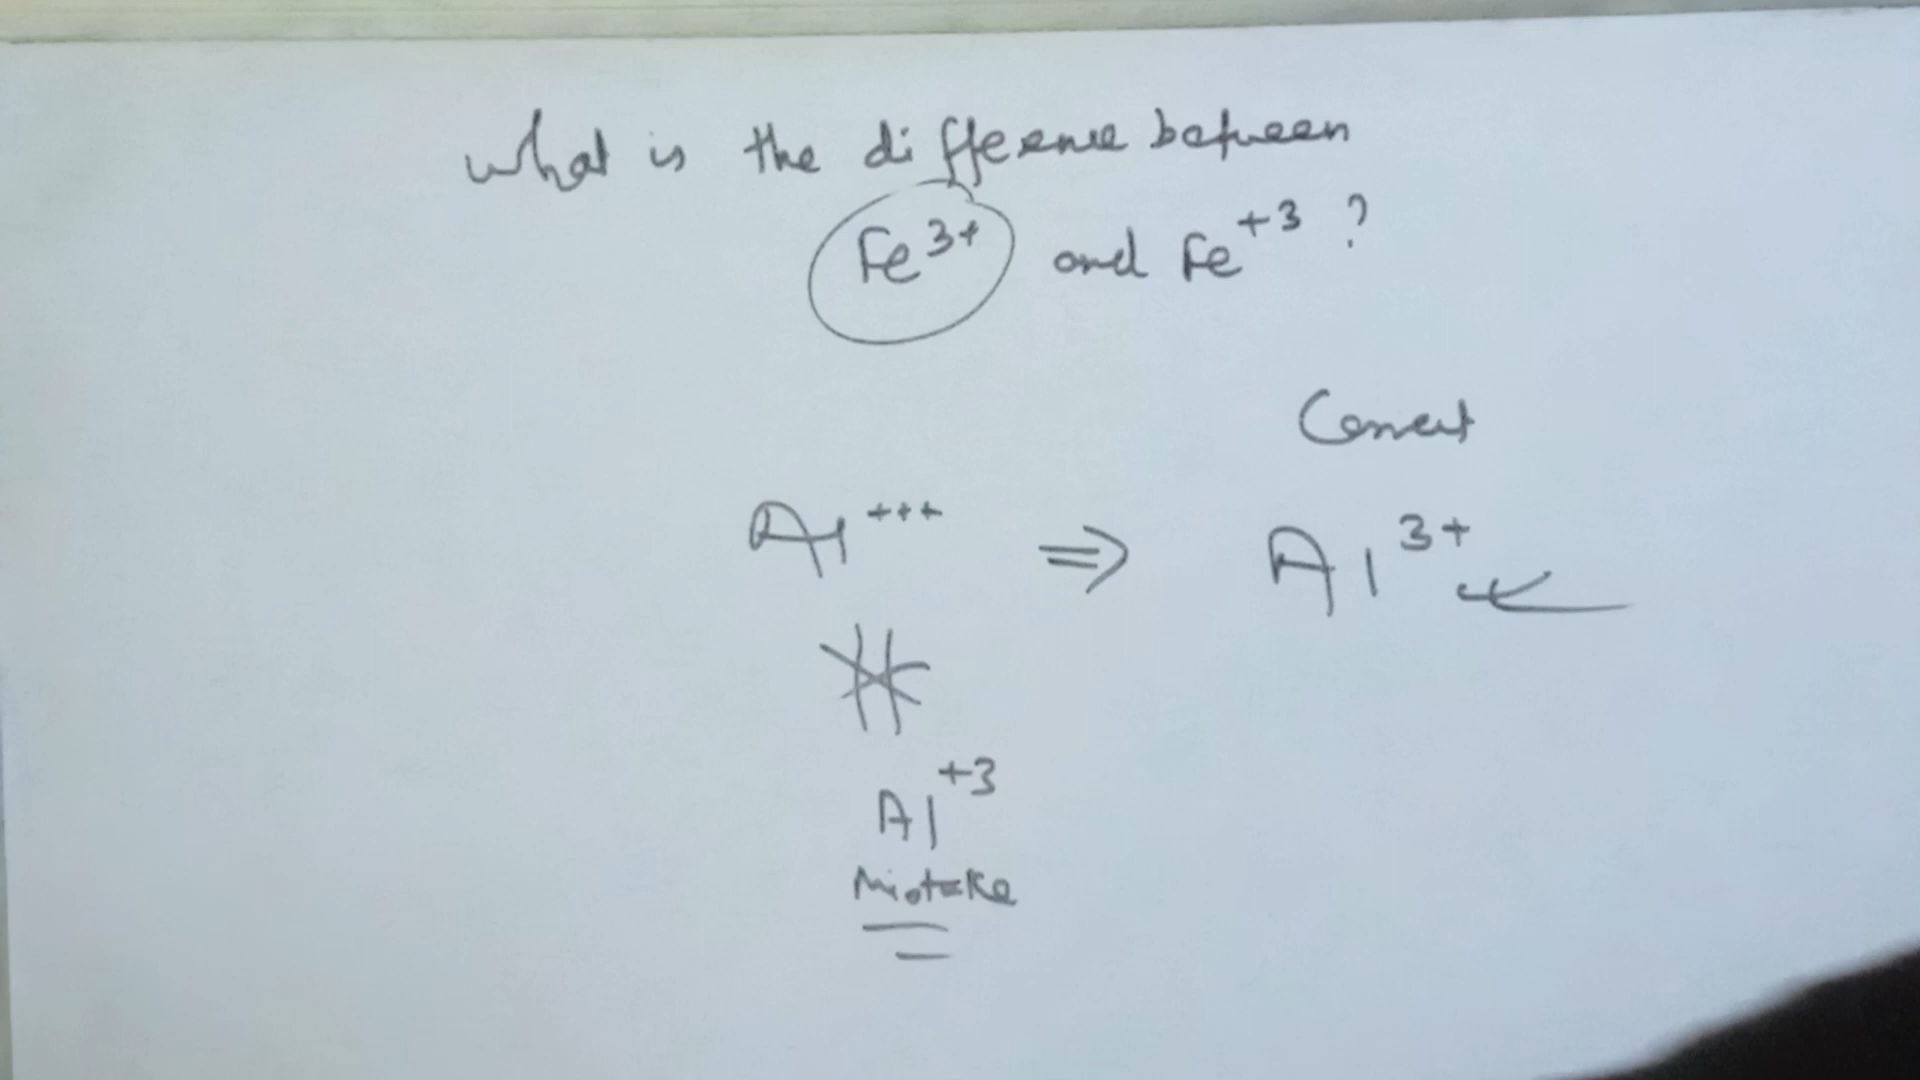 What is the difference between
Fe³⁺ and Fe⁺³ ?
Correct
Al⁺⁺⁺ ⇒ Al³⁺
Al⁺³
Mistake